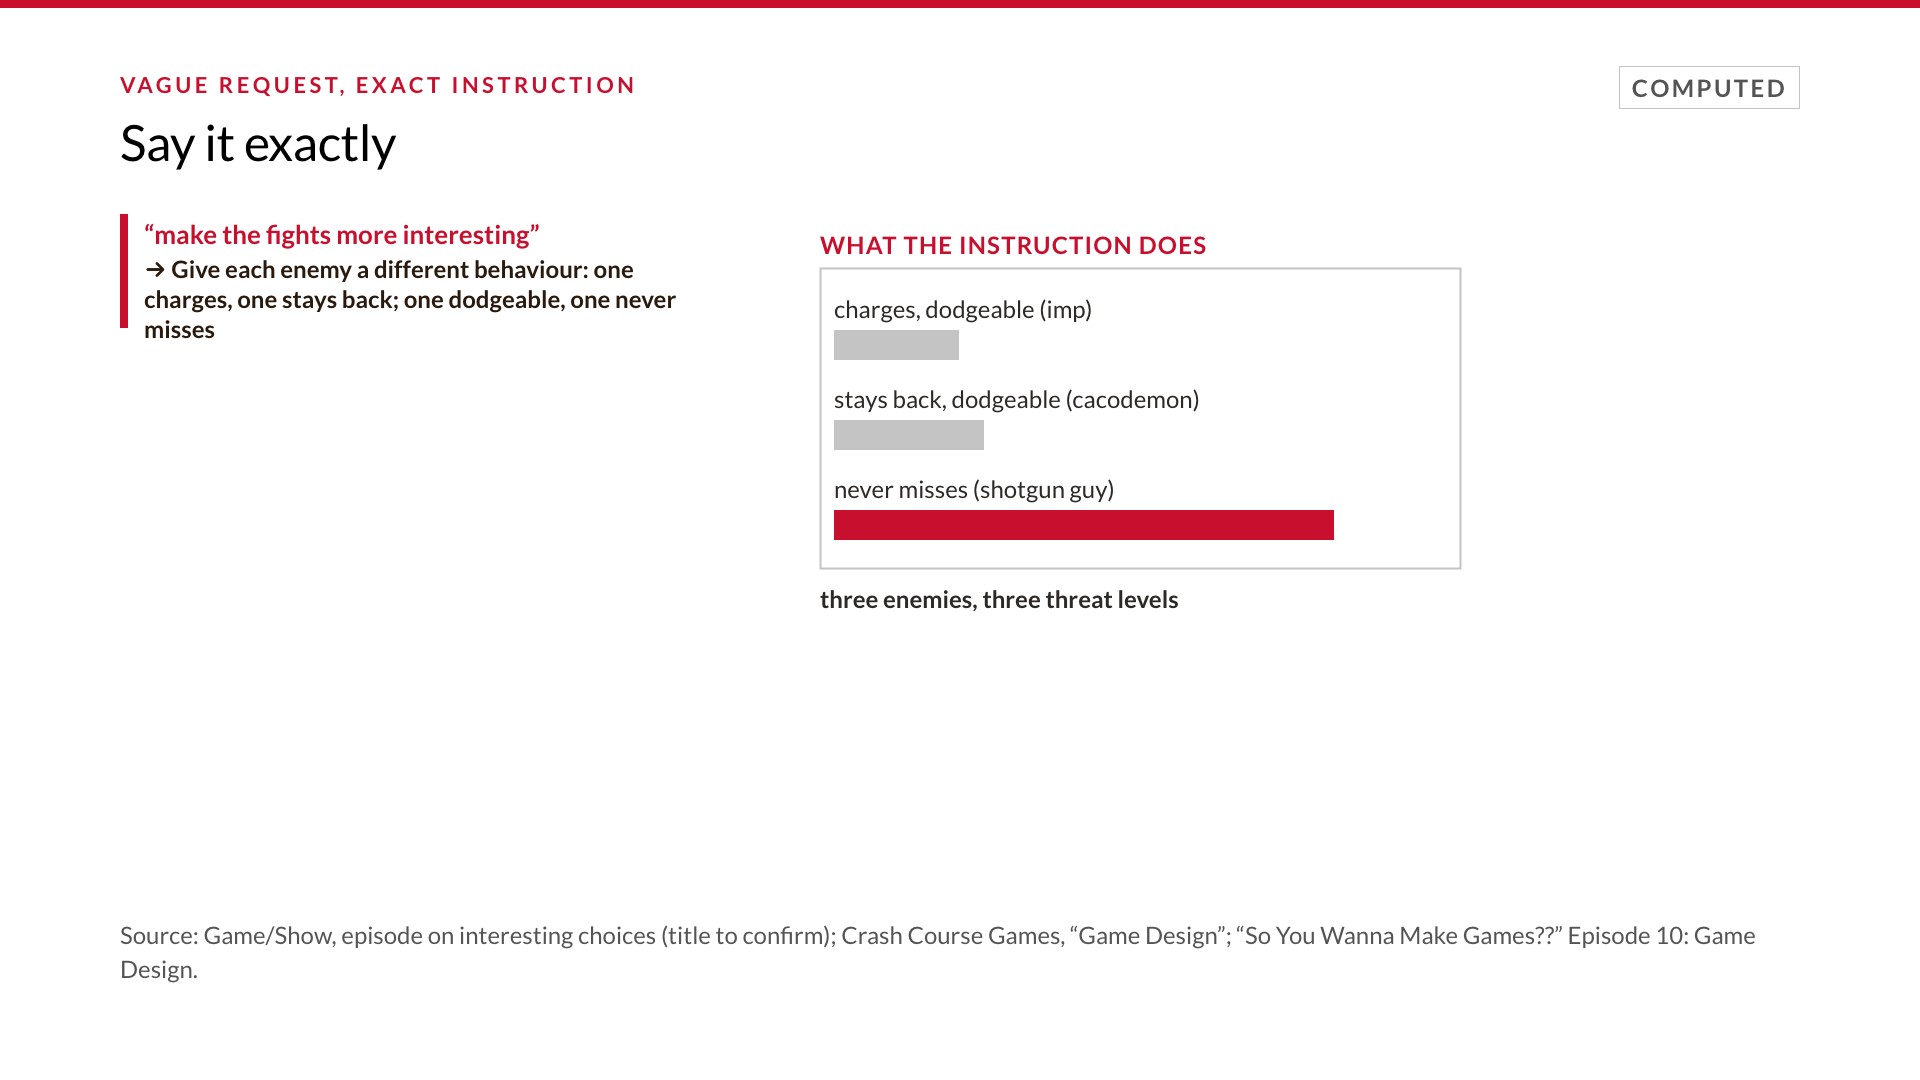 VAGUE REQUEST, EXACT INSTRUCTION
COMPUTED
Say it exactly
“make the fights more interesting”
→ Give each enemy a different behaviour: one
charges, one stays back; one dodgeable, one never
misses
WHAT THE INSTRUCTION DOES
charges, dodgeable (imp)
stays back, dodgeable (cacodemon)
never misses (shotgun guy)
three enemies, three threat levels
Source: Game/Show, episode on interesting choices (title to confirm); Crash Course Games, “Game Design”; “So You Wanna Make Games??” Episode 10: Game
Design.